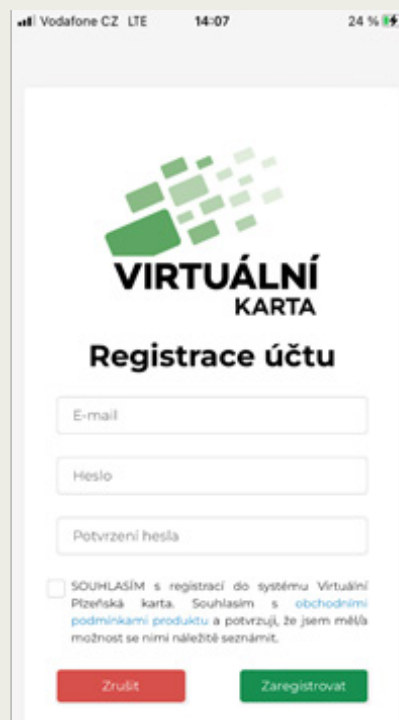 Vodafone CZ LTE 14:07 24 %
VIRTUÁLNÍ
KARTA
Registrace účtu
E-mail
Heslo
Potvrzení hesla
SOUHLASÍM s registrací do systému Virtuální
Plzeňská karta. Souhlasím s obchodními
podmínkami produktu a potvrzuji, že jsem měl/a
možnost se nimi náležitě seznámit.
Zrušit Zaregistrovat